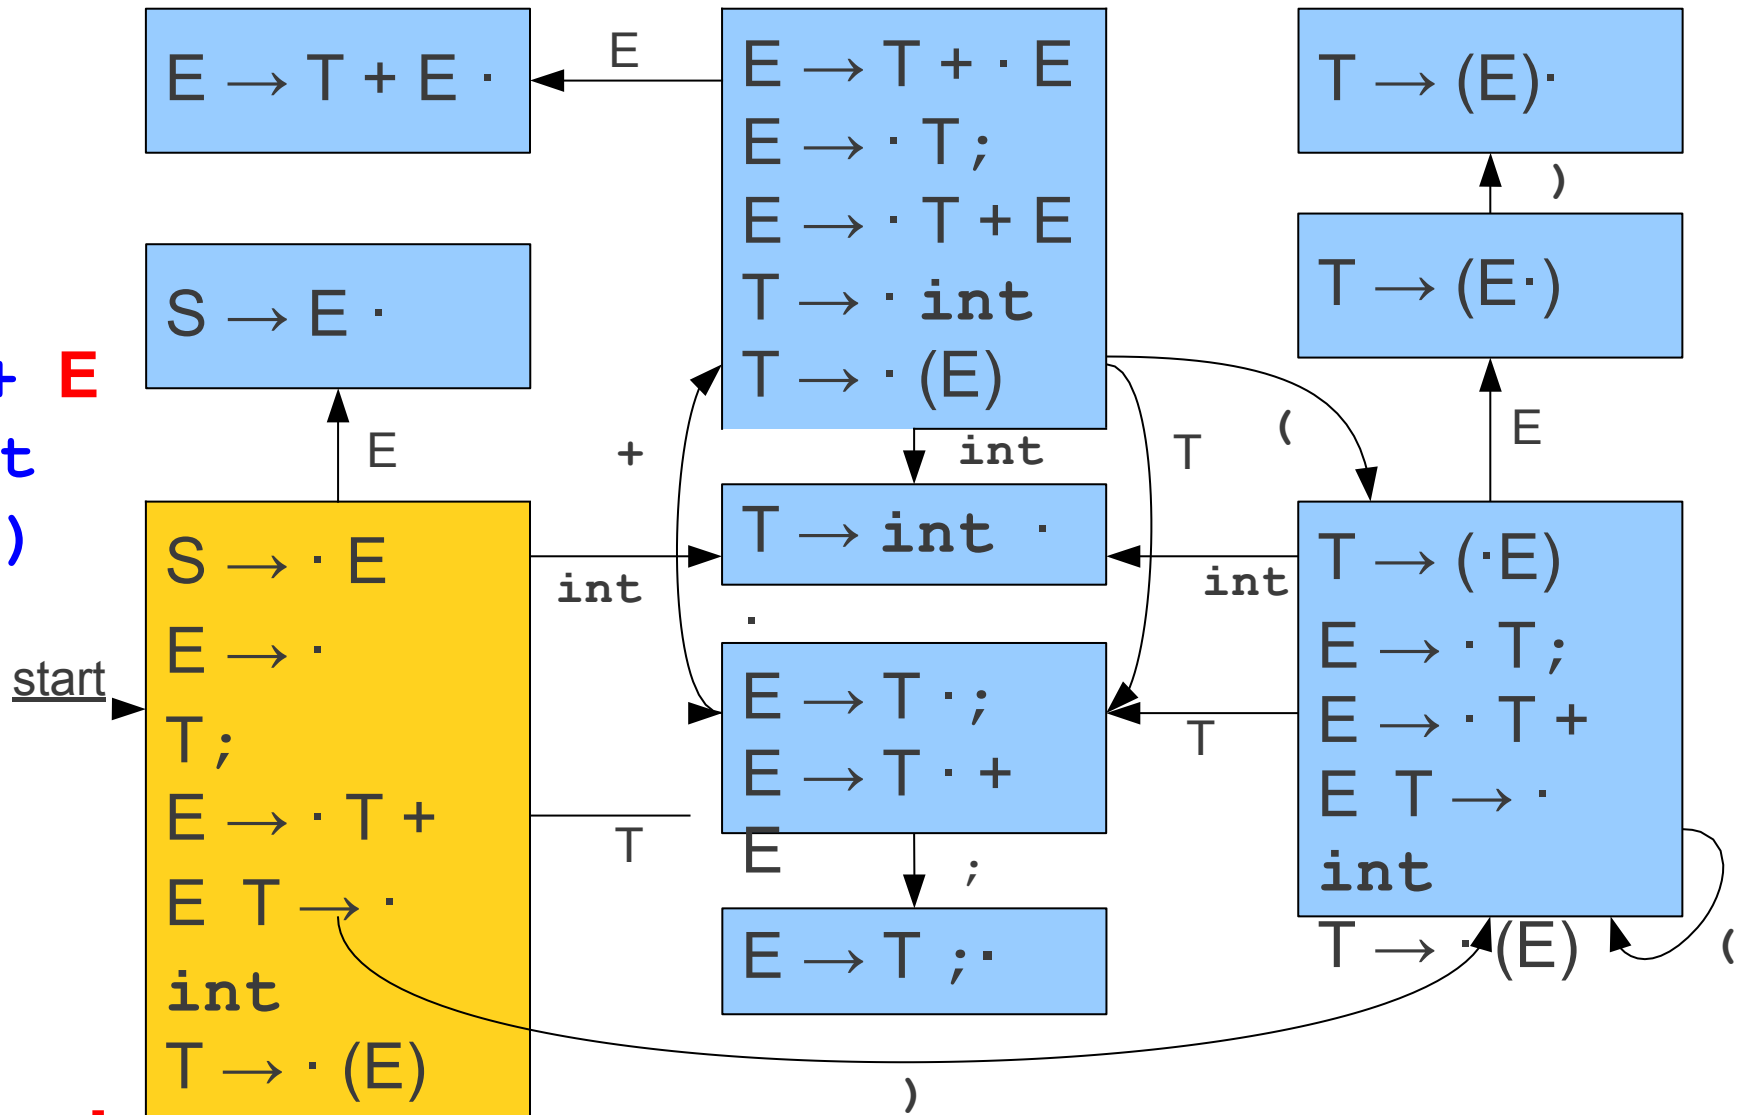 E → T + E ·
E
E → T + · E
E → · T ;
E → · T + E
T → · int
T → · (E)
T → (E)·
)
T → (E·)
S → E ·
+ E
t
)
E
+
int
T
(
E
S → · E
E → ·
T ;
E → · T +
E T → ·
int
T → · (E)
start
int
T → int ·
·
int
T → (·E)
E → · T ;
E → · T +
E T → ·
int
T → · (E)
E → T · ;
E → T · +
E
T
T
;
E → T ; ·
(
)